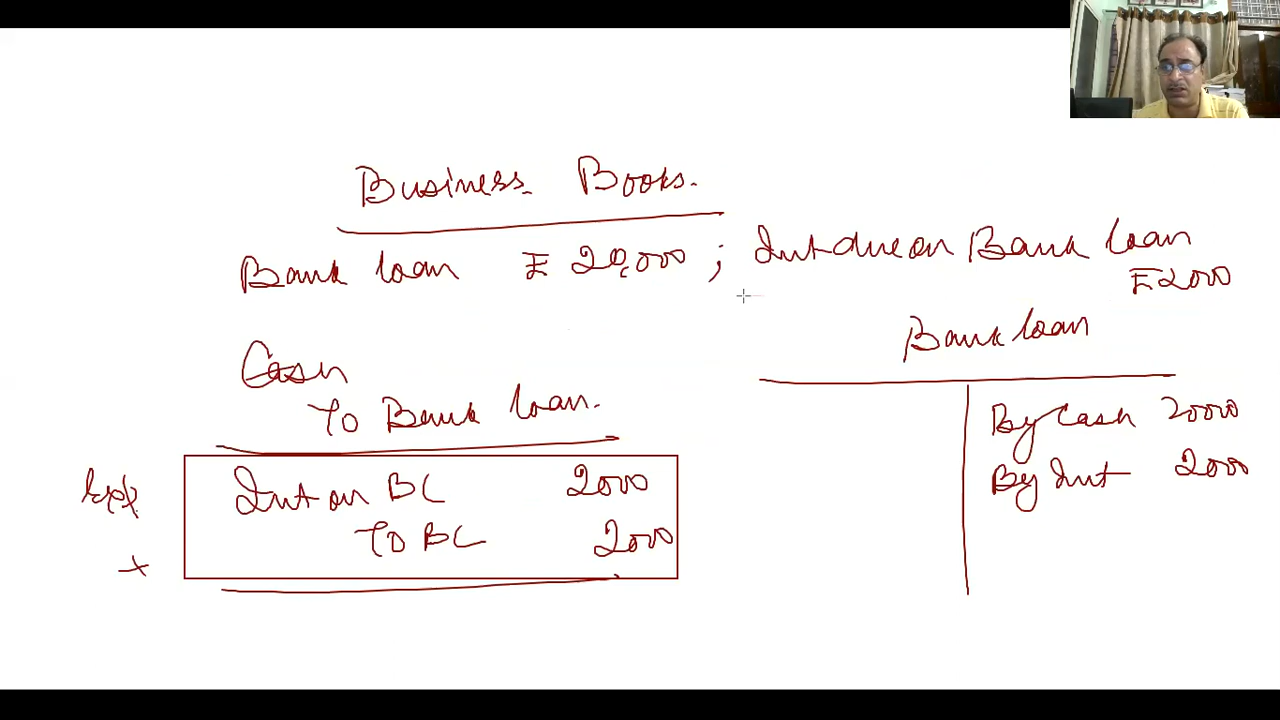 Business Books.
Bank loan ₹ 20,000 ; Int due on Bank loan
₹ 2000
Cash
To Bank loan.
Bank loan
By Cash 20000
By Int 2000
Exp. Int on BL 2000
+ To BL 2000